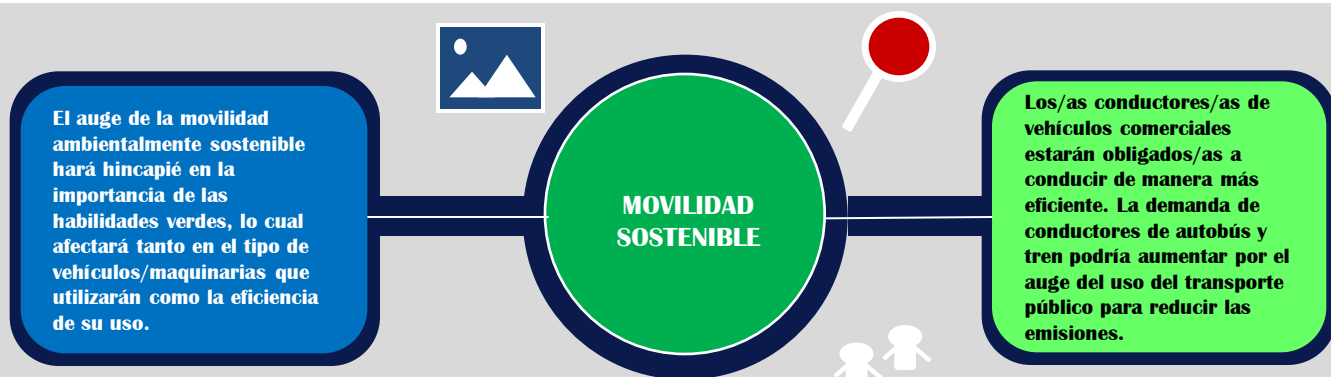 El auge de la movilidad
ambientalmente sostenible
hará hincapié en la
importancia de las
habilidades verdes, lo cual
afectará tanto en el tipo de
vehículos/maquinarias que
utilizarán como la eficiencia
de su uso.
MOVILIDAD
SOSTENIBLE
Los/as conductores/as de
vehículos comerciales
estarán obligados/as a
conducir de manera más
eficiente. La demanda de
conductores de autobús y
tren podría aumentar por el
auge del uso del transporte
público para reducir las
emisiones.